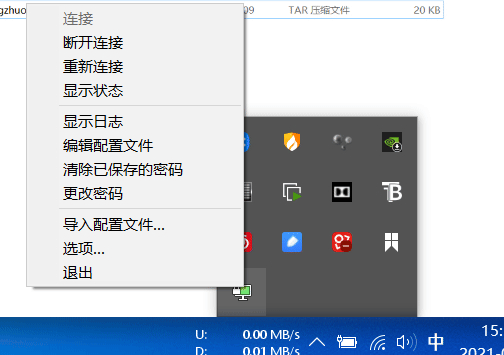 gzhuo
09 TAR 压缩文件 20 KB
连接
断开连接
重新连接
显示状态
显示日志
编辑配置文件
清除已保存的密码
更改密码
导入配置文件...
选项...
退出
U: 0.00 MB/s
D: 0.01 MB/s
中
15:
2021-